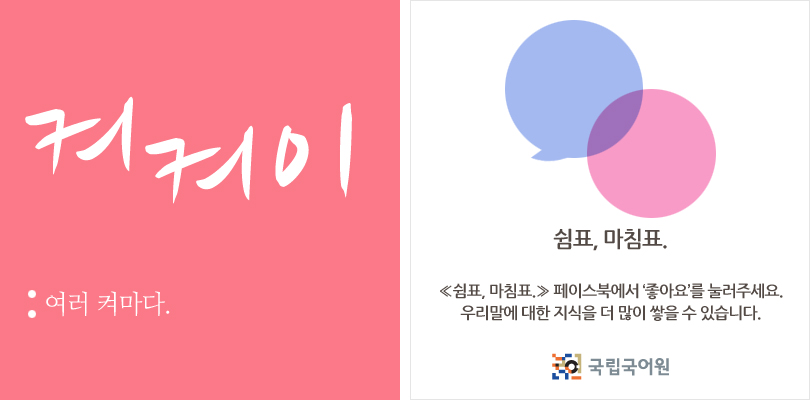 켜켜이
: 여러 켜마다.
쉼표, 마침표.
≪쉼표, 마침표.≫ 페이스북에서 ‘좋아요’를 눌러주세요.
우리말에 대한 지식을 더 많이 쌓을 수 있습니다.
국립국어원